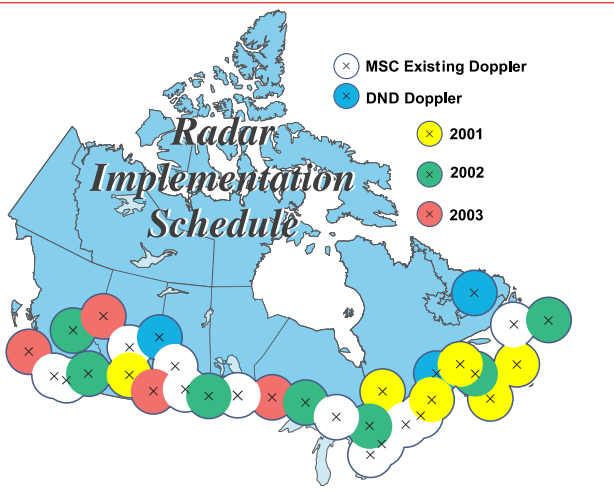 Radar
Implementation
Schedule
MSC Existing Doppler
DND Doppler
2001
2002
2003